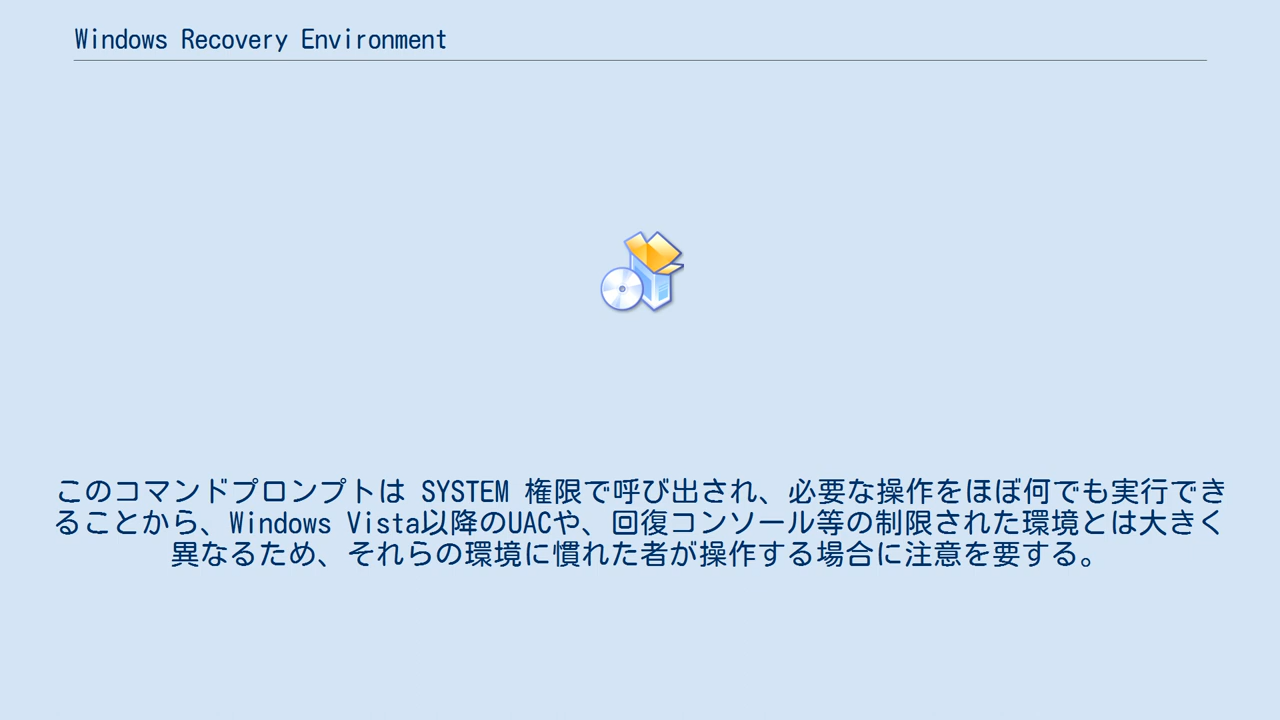 Windows Recovery Environment
このコマンドプロンプトは SYSTEM 権限で呼び出され、必要な操作をほぼ何でも実行でき
ることから、Windows Vista以降のUACや、回復コンソール等の制限された環境とは大きく
異なるため、それらの環境に慣れた者が操作する場合に注意を要する。